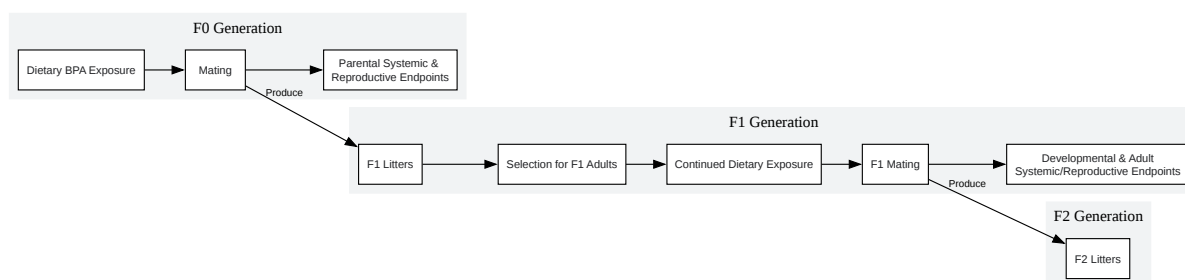 F0 Generation
Dietary BPA Exposure
Mating
Parental Systemic &
Reproductive Endpoints
Produce
F1 Generation
F1 Litters
Selection for F1 Adults
Continued Dietary Exposure
F1 Mating
Developmental & Adult
Systemic/Reproductive Endpoints
Produce
F2 Generation
F2 Litters